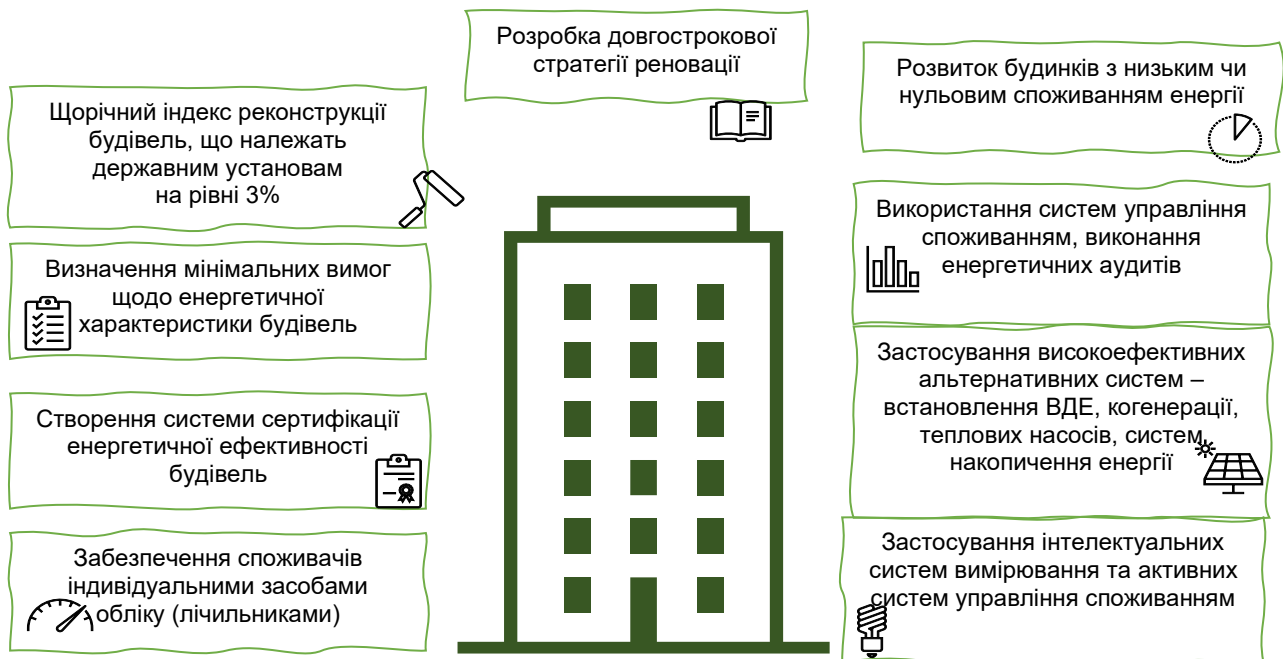 Розробка довгострокової
стратегії реновації
Щорічний індекс реконструкції
будівель, що належать
державним установам
на рівні 3%
Визначення мінімальних вимог
щодо енергетичної
характеристики будівель
Створення системи сертифікації
енергетичної ефективності
будівель
Забезпечення споживачів
індивідуальними засобами
обліку (лічильниками)
Розвиток будинків з низьким чи
нульовим споживанням енергії
Використання систем управління
споживанням, виконання
енергетичних аудитів
Застосування високоефективних
альтернативних систем –
встановлення ВДЕ, когенерації,
теплових насосів, систем
накопичення енергії
Застосування інтелектуальних
систем вимірювання та активних
систем управління споживанням